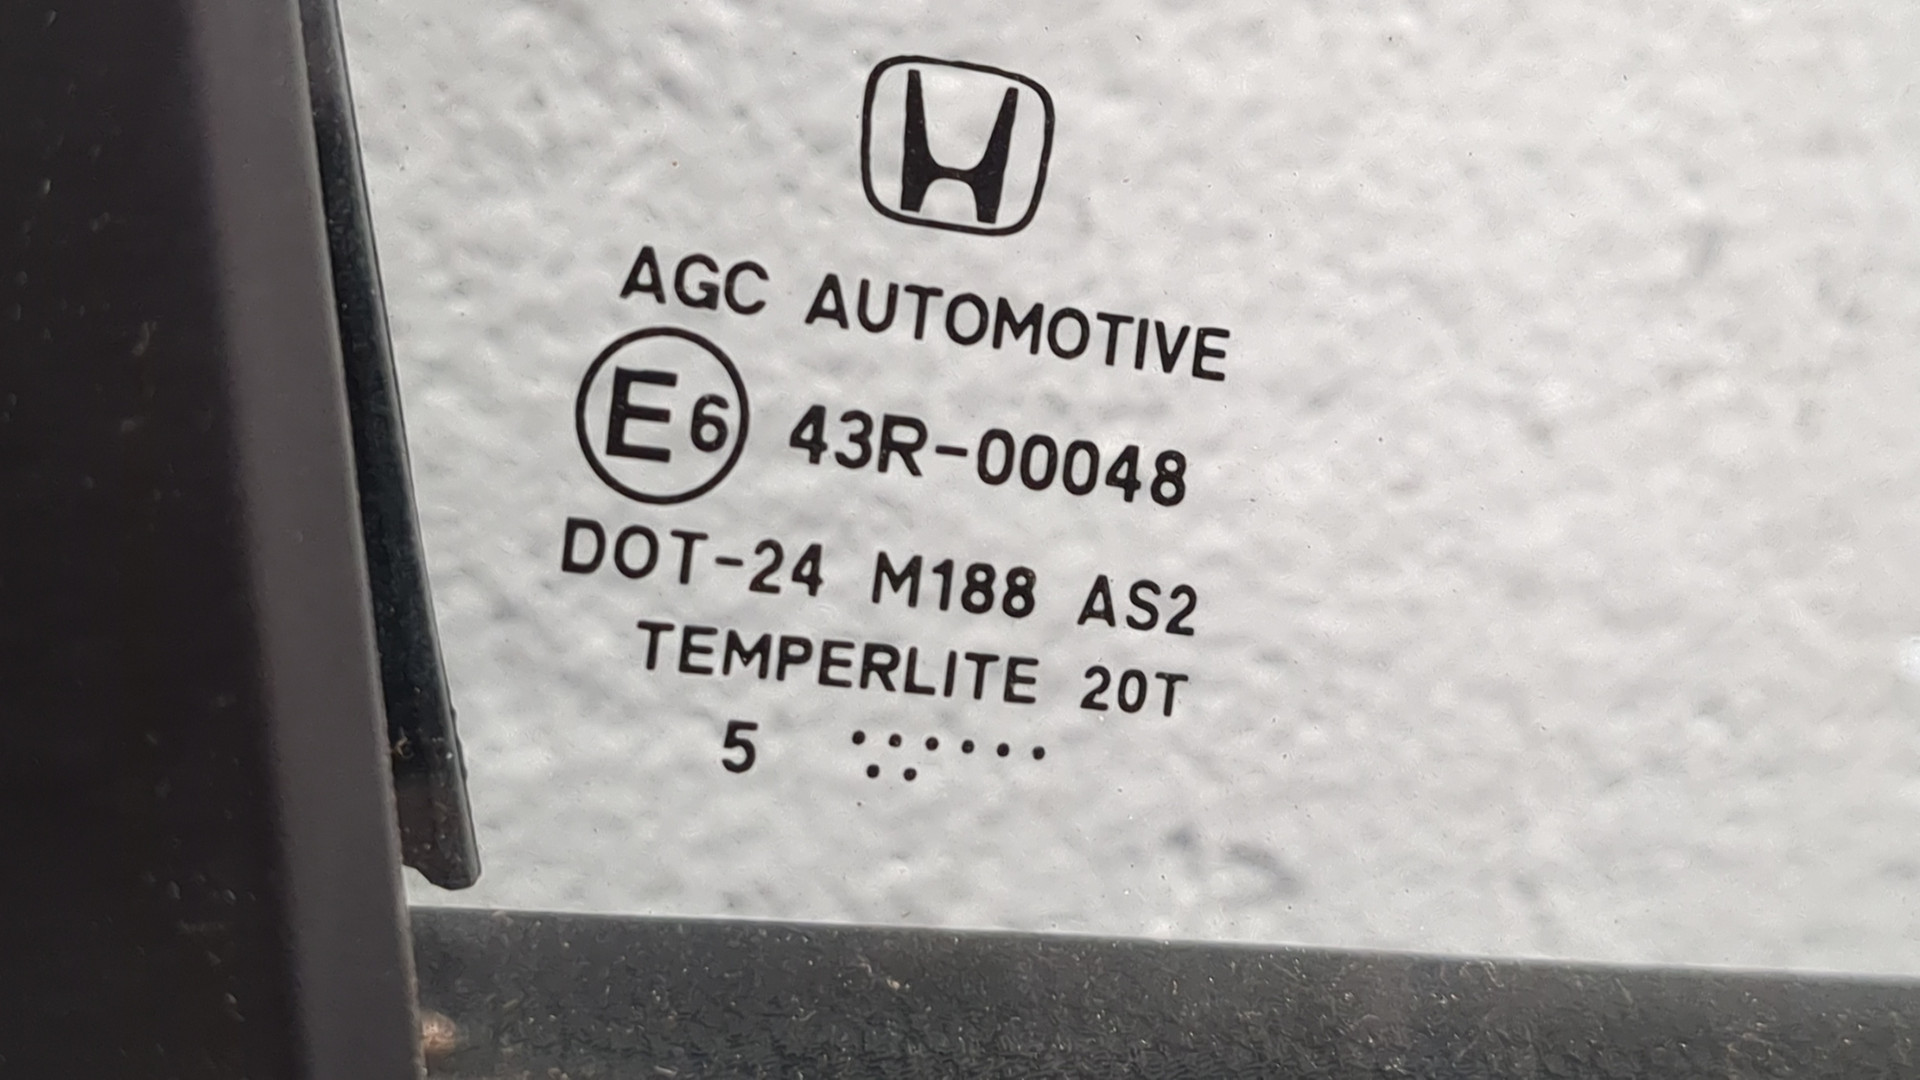 AGC AUTOMOTIVE
E6 43R-00048
DOT-24 M188 AS2
TEMPERLITE 20T
5